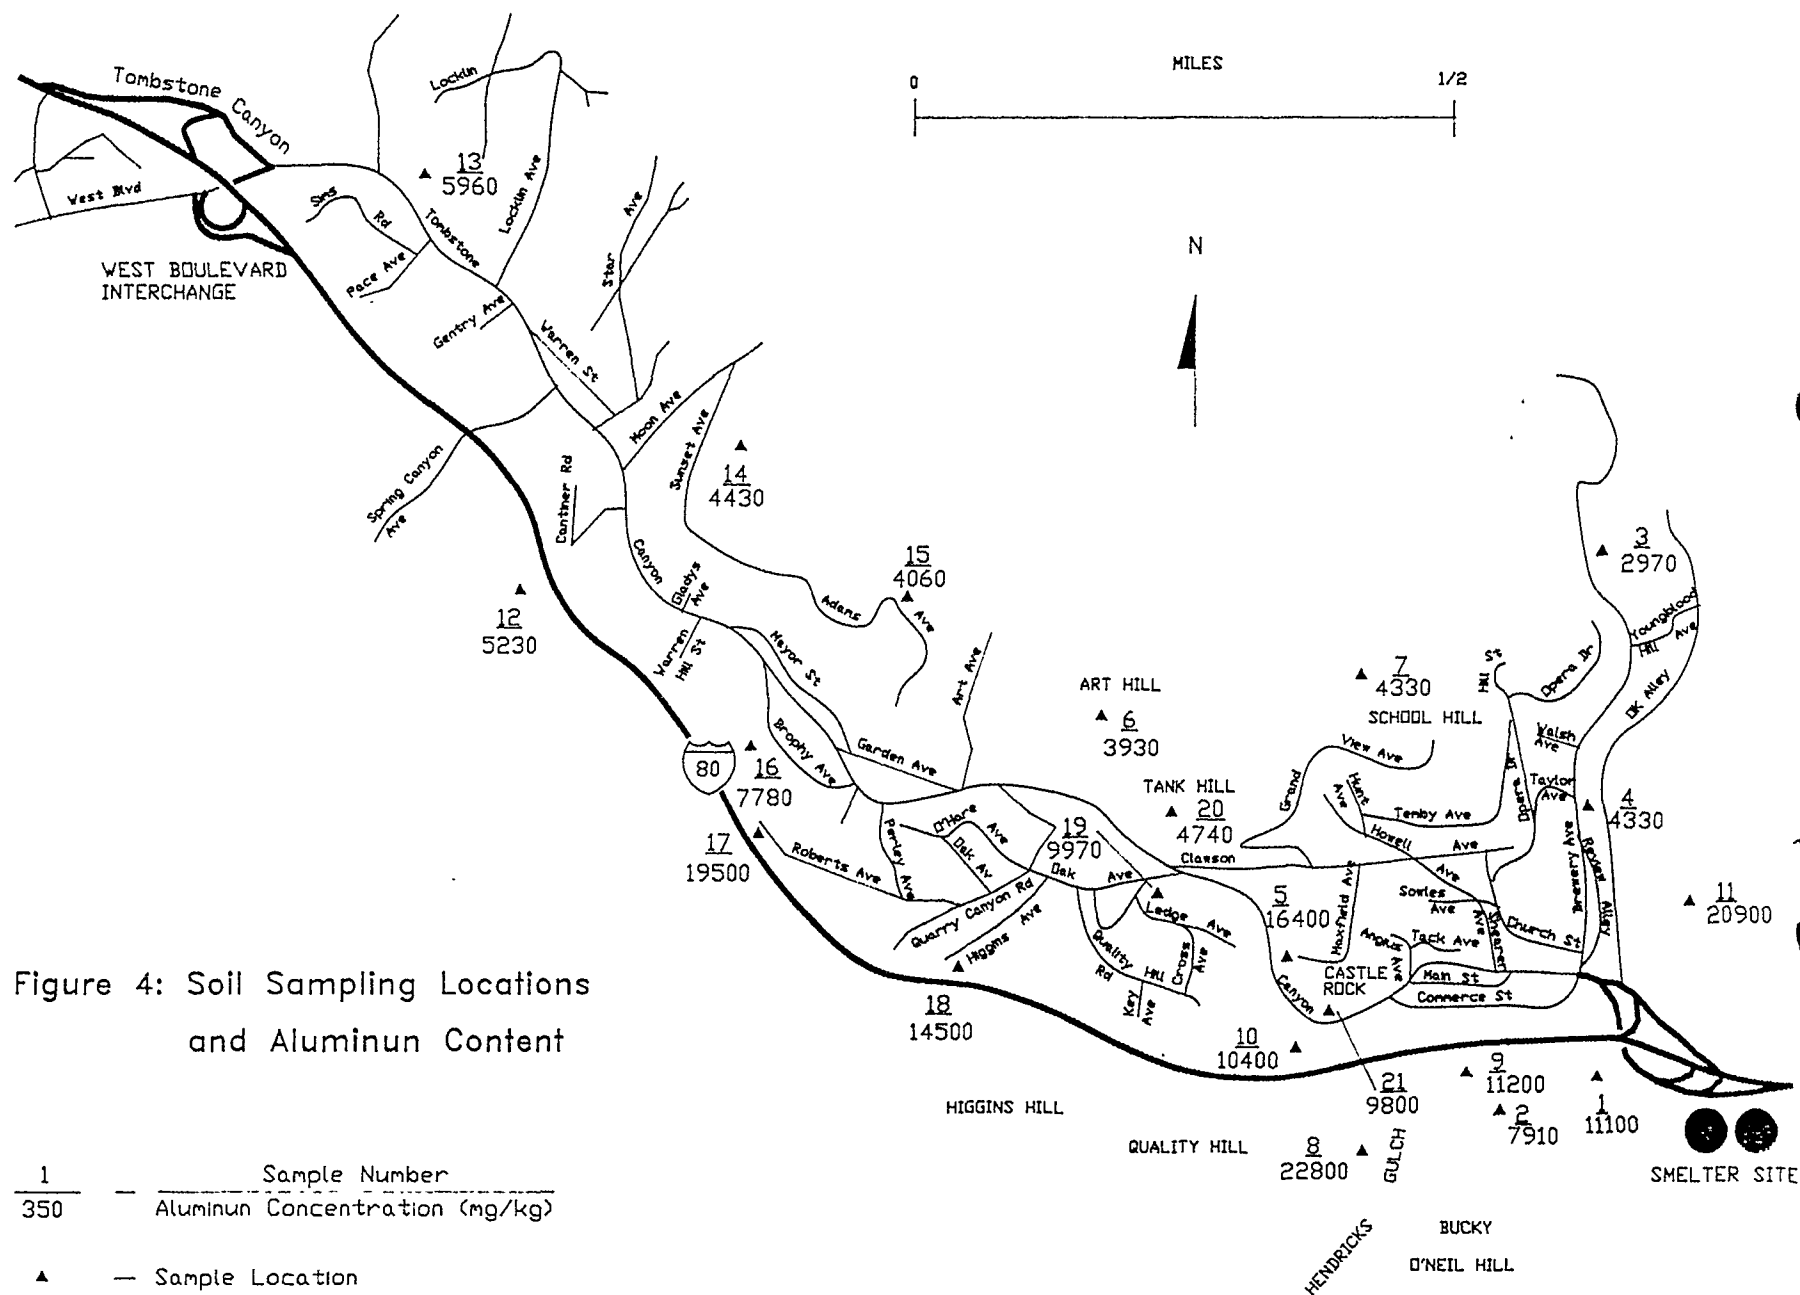 Tombstone Canyon
Locklin
MILES
0
1/2
13
5960
West Blvd
Sims
Rd
Locklin Ave
Tombstone
Star
Ave
N
WEST BOULEVARD
INTERCHANGE
Pace Ave
Gentry Ave
Warren St
Moon Ave
Sunset Ave
14
4430
Spring Canyon
Ave
Cantner Rd
Canyon
Gladys
Ave
15
4060
Adams
Ave
3
2970
12
5230
Warren
Hill St
Mayor St
Art Ave
ART HILL
6
3930
7
4330
SCHOOL HILL
Hill
St
Opera Dr
Youngblood
Hill
Ave
OK Alley
Walsh
Ave
80
16
7780
Brophy Ave
Garden Ave
TANK HILL
20
4740
View Ave
Grand
Hunt
Ave
Tenby Ave
Howell
Ave
Opera Dr
Taylor
Ave
4
4330
17
19500
Roberts Ave
Perley Ave
O'Hare
Ave
Oak Av
19
9970
Oak
Ave
Clawson
Ave
Sowles
Ave
Brewery Ave
Review
Alley
11
20900
Quarry Canyon Rd
Higgins Ave
Ledge
Ave
5
16400
Hoxfield Ave
Angius
Ave
Tack Ave
Shearer
Ave
Church St
Quality
Hill
Rd
Cross
Ave
Key
Ave
Canyon
CASTLE
ROCK
Main St
Commerce St
Figure 4: Soil Sampling Locations
and Aluminun Content
18
14500
10
10400
21
9800
9
11200
2
7910
1
11100
HIGGINS HILL
QUALITY HILL
8
22800
GULCH
SMELTER SITE
1
350
— Sample Number
Aluminun Concentration (mg/kg)
HENDRICKS
BUCKY
O'NEIL HILL
— Sample Location